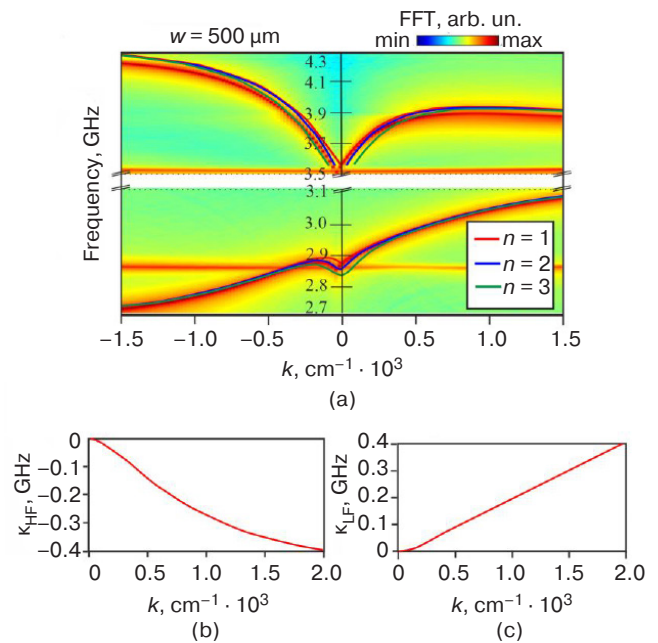 w = 500 μm
FFT, arb. un.
min max
Frequency, GHz
4.3
4.1
3.9
3.7
3.5
3.1
3.0
2.9
2.8
2.7
n = 1
n = 2
n = 3
−1.5 −1.0 −0.5 0 0.5 1.0 1.5
k, cm⁻¹ · 10³
(a)
κHF, GHz
0
−0.1
−0.2
−0.3
−0.4
0 0.5 1.0 1.5 2.0
k, cm⁻¹ · 10³
(b)
κLF, GHz
0.4
0.3
0.2
0.1
0
0 0.5 1.0 1.5 2.0
k, cm⁻¹ · 10³
(c)